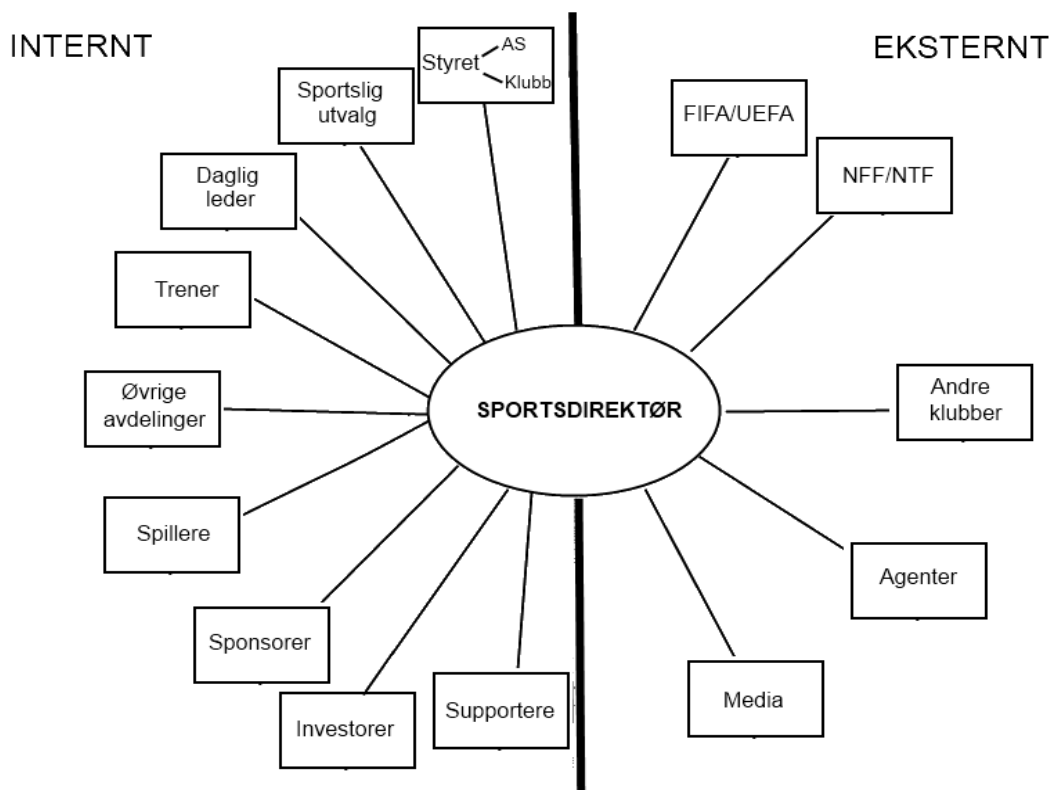 INTERNT
EKSTERNT
Styret
AS
Klubb
Sportslig
utvalg
Daglig
leder
Trener
Øvrige
avdelinger
Spillere
Sponsorer
Investorer
Supportere
SPORTSDIREKTØR
FIFA/UEFA
NFF/NTF
Andre
klubber
Agenter
Media